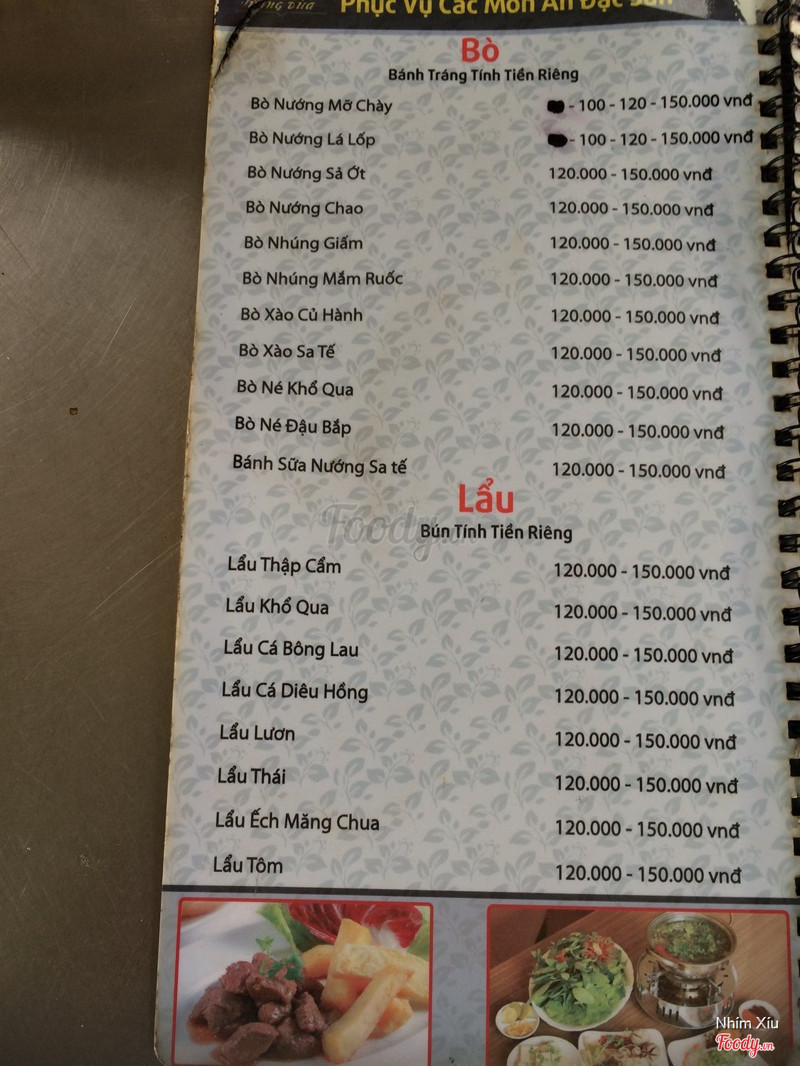 Phục Vụ Các Món Ăn Đặc Sản
Bò
Bánh Tráng Tính Tiền Riêng
Bò Nướng Mỡ Chày - 100 - 120 - 150.000 vnđ
Bò Nướng Lá Lốp - 100 - 120 - 150.000 vnđ
Bò Nướng Sả Ớt 120.000 - 150.000 vnđ
Bò Nướng Chao 120.000 - 150.000 vnđ
Bò Nhúng Giấm 120.000 - 150.000 vnđ
Bò Nhúng Mắm Ruốc 120.000 - 150.000 vnđ
Bò Xào Củ Hành 120.000 - 150.000 vnđ
Bò Xào Sa Tế 120.000 - 150.000 vnđ
Bò Né Khổ Qua 120.000 - 150.000 vnđ
Bò Né Đậu Bắp 120.000 - 150.000 vnđ
Bánh Sữa Nướng Sa tế 120.000 - 150.000 vnđ
Lẩu
Bún Tính Tiền Riêng
Lẩu Thập Cẩm 120.000 - 150.000 vnđ
Lẩu Khổ Qua 120.000 - 150.000 vnđ
Lẩu Cá Bông Lau 120.000 - 150.000 vnđ
Lẩu Cá Diêu Hồng 120.000 - 150.000 vnđ
Lẩu Lươn 120.000 - 150.000 vnđ
Lẩu Thái 120.000 - 150.000 vnđ
Lẩu Ếch Măng Chua 120.000 - 150.000 vnđ
Lẩu Tôm 120.000 - 150.000 vnđ
Foody.vn
Nhím Xíu
Foody.vn